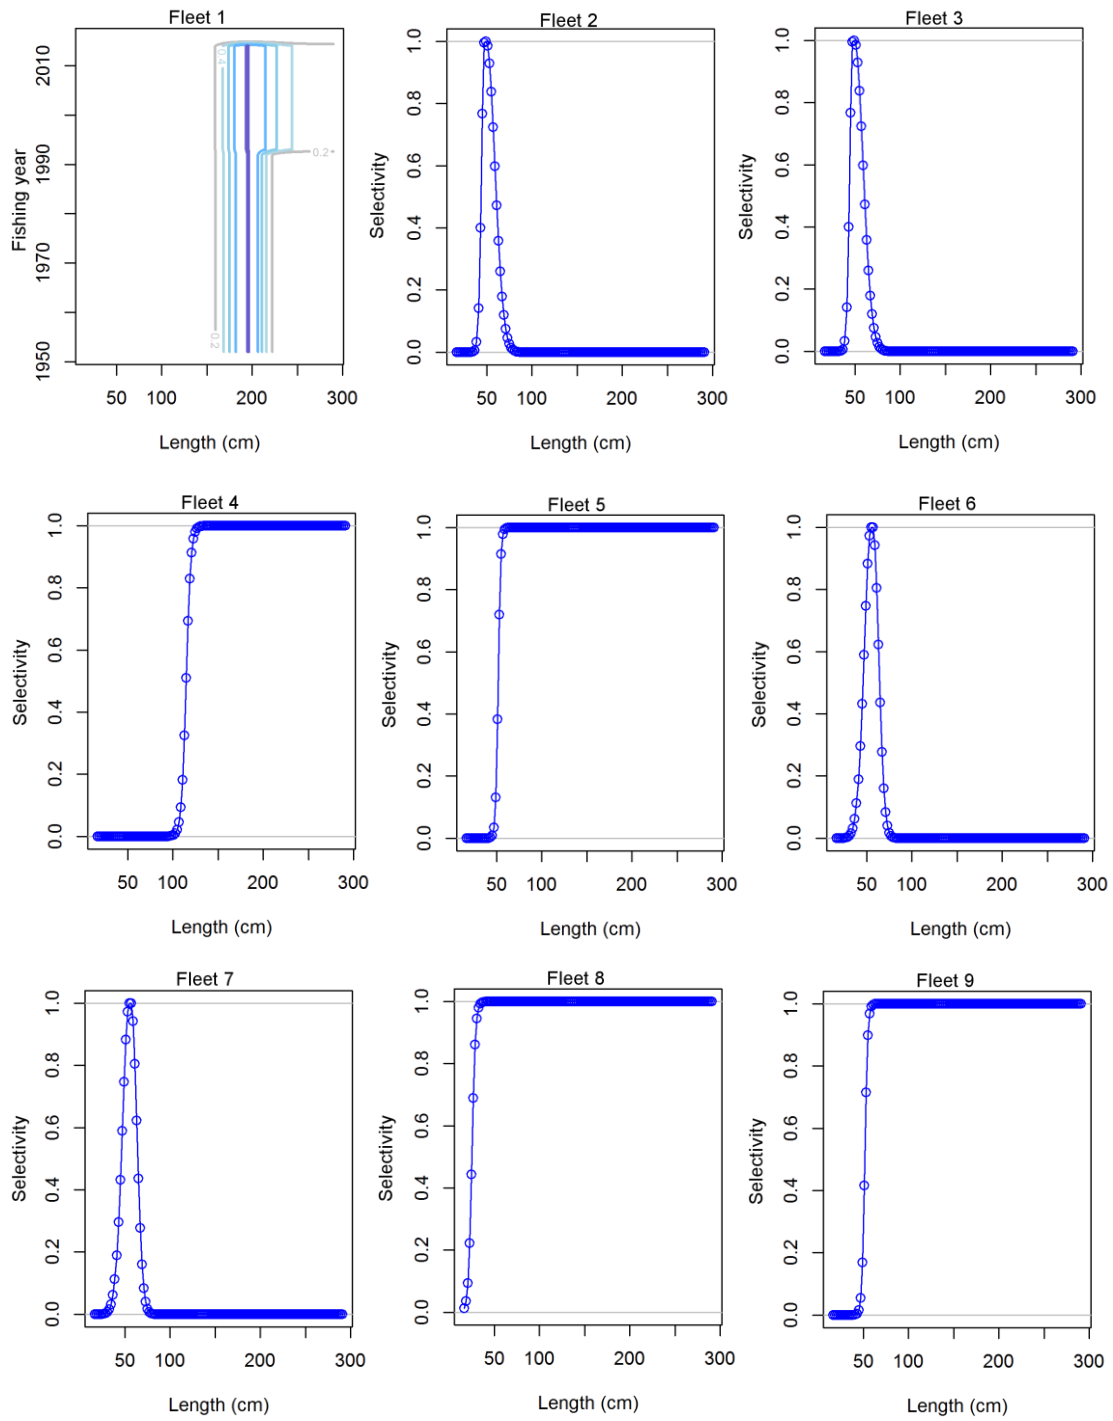 Fleet 1
Fishing year
1950
1970
1990
2010
0.4
0.2
0.2
50 100 200 300
Length (cm)
Fleet 2
Selectivity
0.0 0.2 0.4 0.6 0.8 1.0
50 100 200 300
Length (cm)
Fleet 3
Selectivity
0.0 0.2 0.4 0.6 0.8 1.0
50 100 200 300
Length (cm)
Fleet 4
Selectivity
0.0 0.2 0.4 0.6 0.8 1.0
50 100 200 300
Length (cm)
Fleet 5
Selectivity
0.0 0.2 0.4 0.6 0.8 1.0
50 100 200 300
Length (cm)
Fleet 6
Selectivity
0.0 0.2 0.4 0.6 0.8 1.0
50 100 200 300
Length (cm)
Fleet 7
Selectivity
0.0 0.2 0.4 0.6 0.8 1.0
50 100 200 300
Length (cm)
Fleet 8
Selectivity
0.0 0.2 0.4 0.6 0.8 1.0
50 100 200 300
Length (cm)
Fleet 9
Selectivity
0.0 0.2 0.4 0.6 0.8 1.0
50 100 200 300
Length (cm)